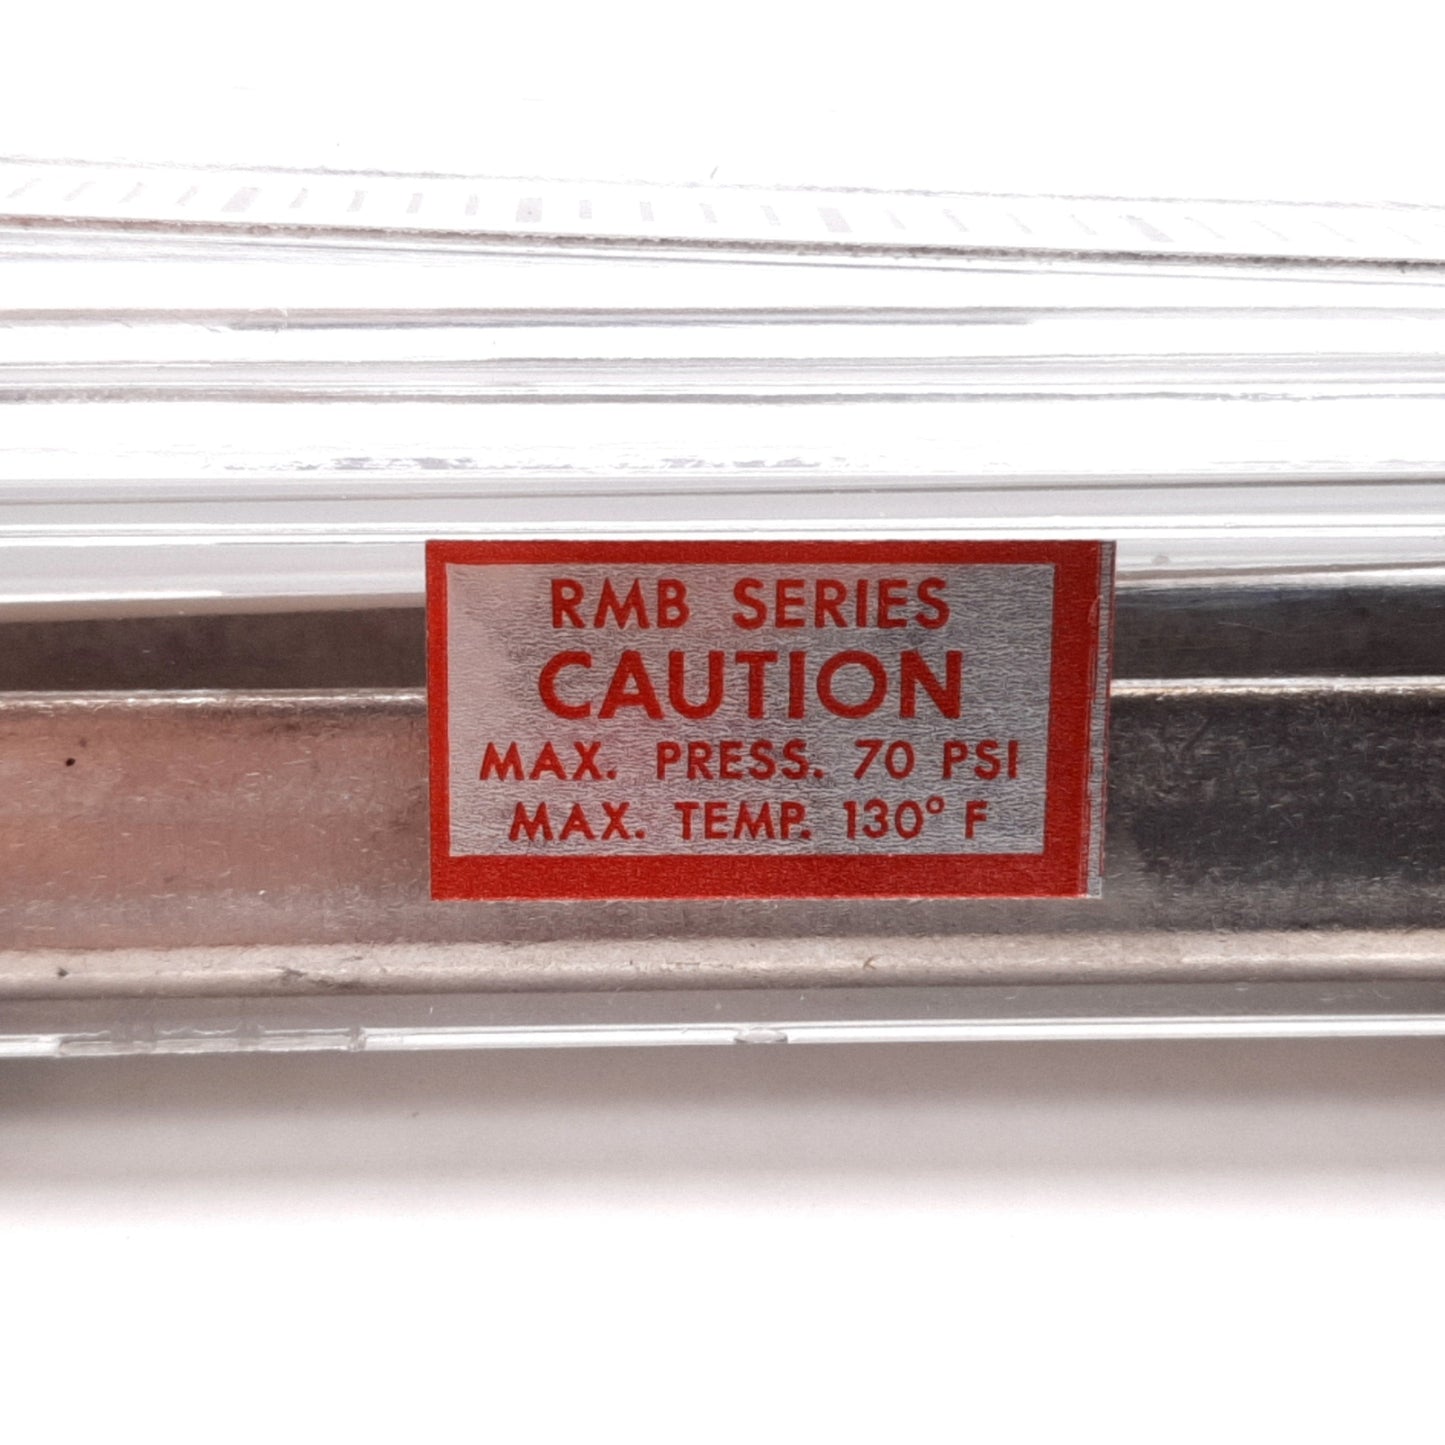 RMB SERIES
CAUTION
MAX. PRESS. 70 PSI
MAX. TEMP. 130° F